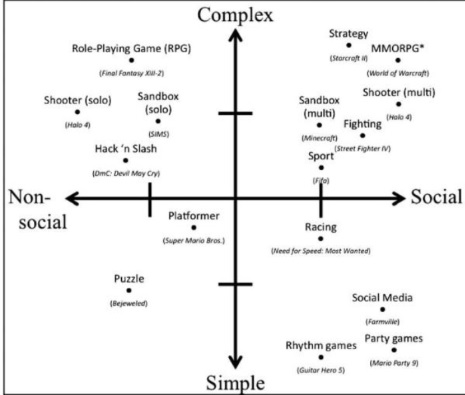 Complex
Strategy
(Starcraft II)
Role-Playing Game (RPG)
(Final Fantasy XIII-2)
MMORPG*
(World of Warcraft)
Shooter (solo)
(Halo 4)
Sandbox
(solo)
(SIMS)
Sandbox
(multi)
(Minecraft)
Shooter (multi)
(Halo 4)
Fighting
(Street Fighter IV)
Hack 'n Slash
(DmC: Devil May Cry)
Sport
(Fifa)
Non-
social
Social
Platformer
(Super Mario Bros.)
Racing
(Need for Speed: Most Wanted)
Puzzle
(Bejeweled)
Social Media
(Farmville)
Rhythm games
(Guitar Hero 5)
Party games
(Mario Party 9)
Simple